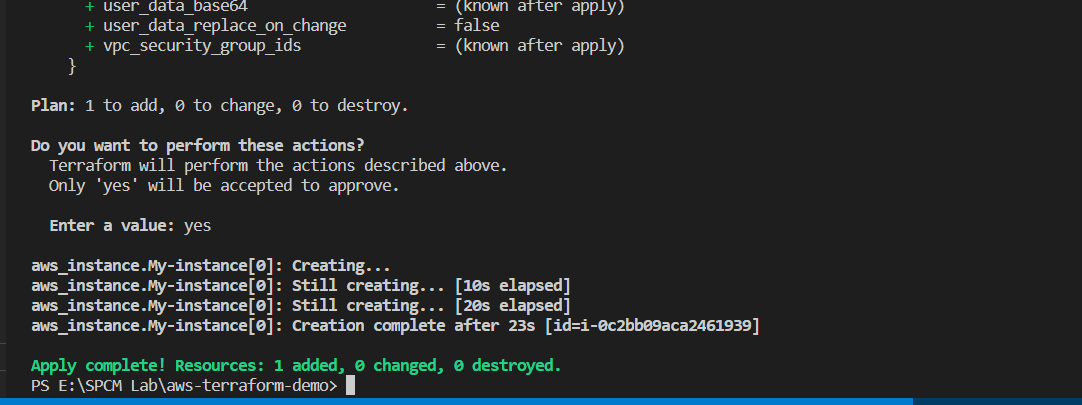 + user_data_base64 = (known after apply)
+ user_data_replace_on_change = false
+ vpc_security_group_ids = (known after apply)
}
Plan: 1 to add, 0 to change, 0 to destroy.
Do you want to perform these actions?
Terraform will perform the actions described above.
Only 'yes' will be accepted to approve.
Enter a value: yes
aws_instance.My-instance[0]: Creating...
aws_instance.My-instance[0]: Still creating... [10s elapsed]
aws_instance.My-instance[0]: Still creating... [20s elapsed]
aws_instance.My-instance[0]: Creation complete after 23s [id=i-0c2bb09aca2461939]
Apply complete! Resources: 1 added, 0 changed, 0 destroyed.
PS E:\SPCM Lab\aws-terraform-demo>